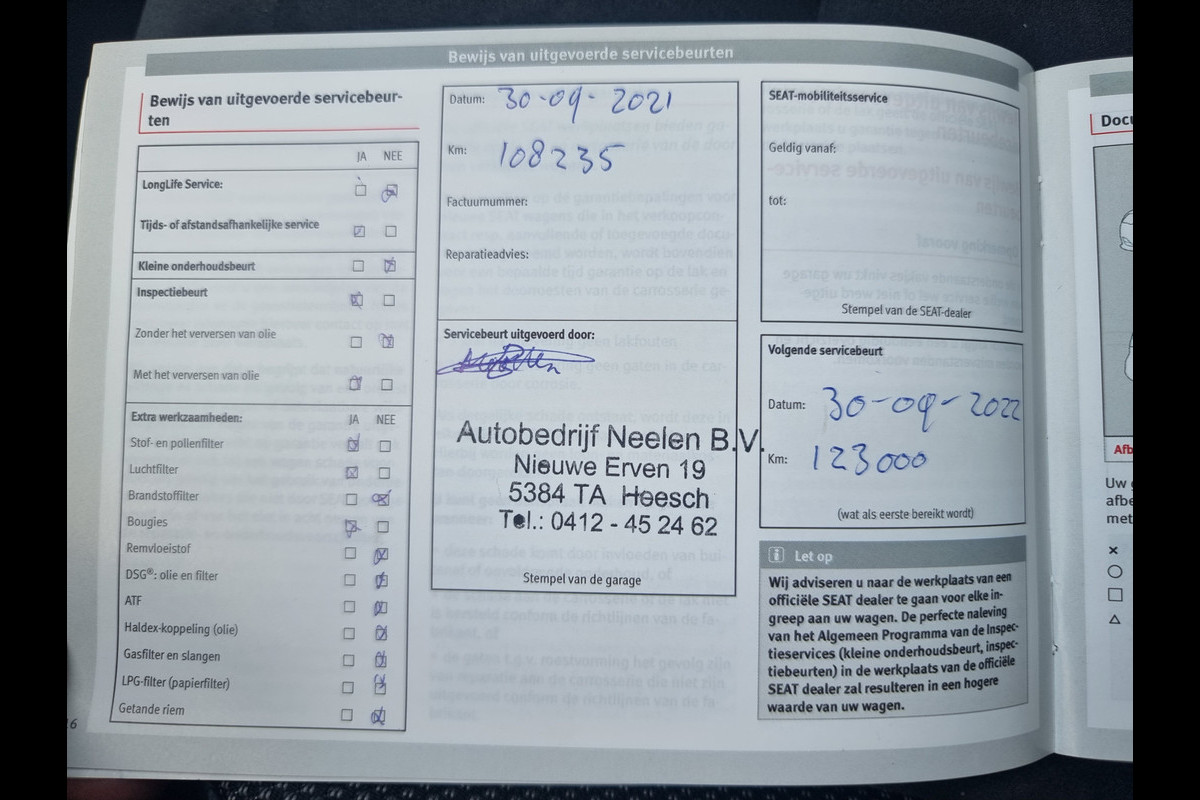 Bewijs van uitgevoerde servicebeurten
Bewijs van uitgevoerde servicebeur-
ten
JA NEE
LongLife Service:
Tijds- of afstandsafhankelijke service
Kleine onderhoudsbeurt
Inspectiebeurt
Zonder het verversen van olie
Met het verversen van olie
Extra werkzaamheden: JA NEE
Stof- en pollenfilter
Luchtfilter
Brandstoffilter
Bougies
Remvloeistof
DSG®: olie en filter
ATF
Haldex-koppeling (olie)
Gasfilter en slangen
LPG-filter (papierfilter)
Getande riem
6
Datum: 30-09-2021
Km: 108235
Factuurnummer:
Reparatieadvies:
Servicebeurt uitgevoerd door:
Autobedrijf Neelen B.V.
Nieuwe Erven 19
5384 TA Heesch
Tel.: 0412 - 45 24 62
Stempel van de garage
SEAT-mobiliteitsservice
Geldig vanaf:
tot:
Stempel van de SEAT-dealer
Volgende servicebeurt
Datum: 30-09-2022
Km: 123000
(wat als eerste bereikt wordt)
i Let op
Wij adviseren u naar de werkplaats van een
officiële SEAT dealer te gaan voor elke in-
greep aan uw wagen. De perfecte naleving
van het Algemeen Programma van de Inspec-
tieservices (kleine onderhoudsbeurt, inspec-
tiebeurten) in de werkplaats van de officiële
SEAT dealer zal resulteren in een hogere
waarde van uw wagen.
Docu
Afb
Uw
afbe
met